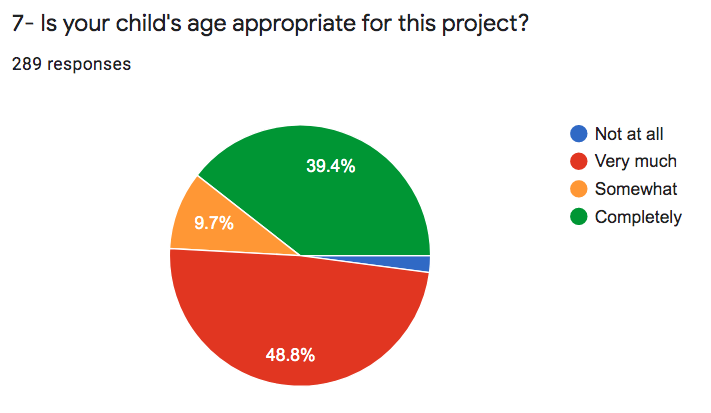 7- Is your child's age appropriate for this project?
289 responses
Not at all
Very much
Somewhat
Completely
39.4%
9.7%
48.8%